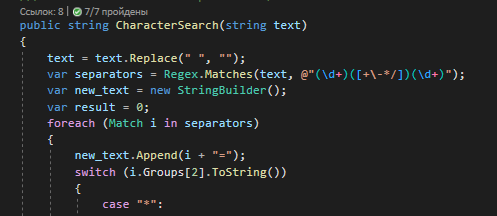 Ссылок: 8 | 7/7 пройдены
public string CharacterSearch(string text)
{
text = text.Replace(" ", "");
var separators = Regex.Matches(text, @"(\d+)([+\-*/])(\d+)");
var new_text = new StringBuilder();
var result = 0;
foreach (Match i in separators)
{
new_text.Append(i + "=");
switch (i.Groups[2].ToString())
{
case "*":